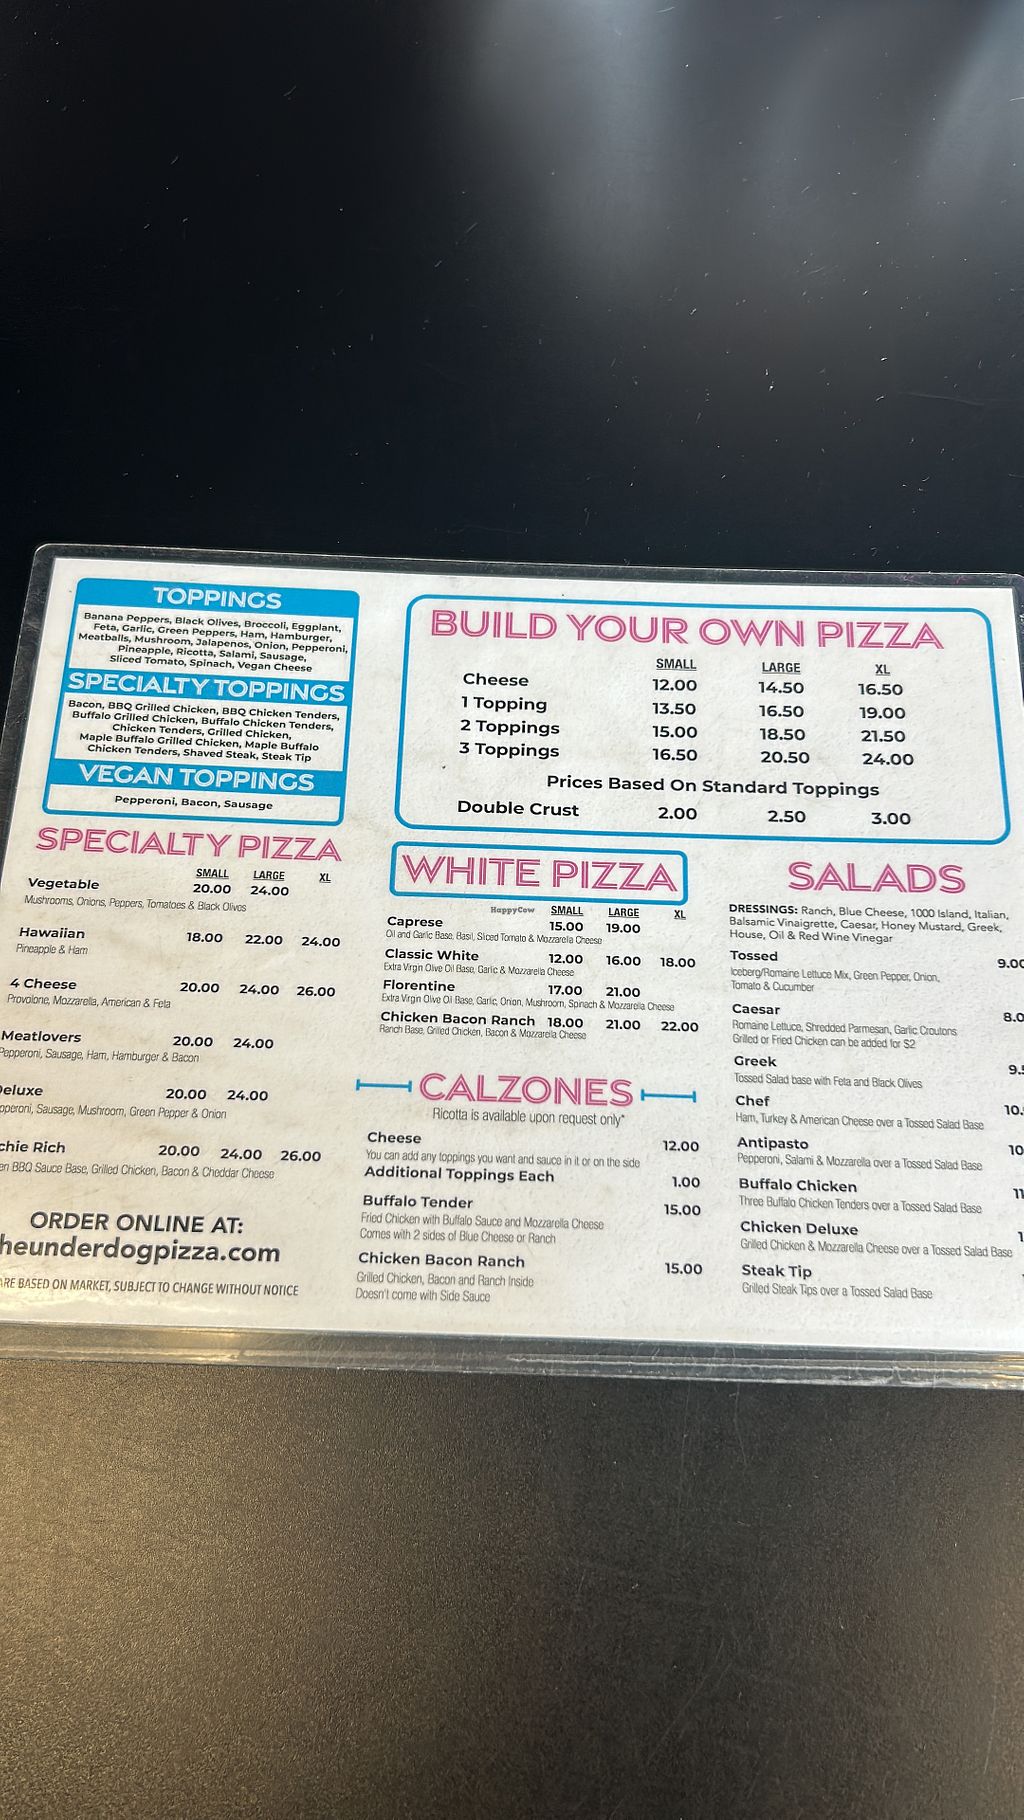 TOPPINGS
Banana Peppers, Black Olives, Broccoli, Eggplant,
Feta, Garlic, Green Peppers, Ham, Hamburger,
Meatballs, Mushroom, Jalapenos, Onion, Pepperoni,
Pineapple, Ricotta, Salami, Sausage,
Sliced Tomato, Spinach, Vegan Cheese
SPECIALTY TOPPINGS
Bacon, BBQ Grilled Chicken, BBQ Chicken Tenders,
Buffalo Grilled Chicken, Buffalo Chicken Tenders,
Chicken Tenders, Grilled Chicken,
Maple Buffalo Grilled Chicken, Maple Buffalo
Chicken Tenders, Shaved Steak, Steak Tip
VEGAN TOPPINGS
Pepperoni, Bacon, Sausage
BUILD YOUR OWN PIZZA
SMALL LARGE XL
Cheese 12.00 14.50 16.50
1 Topping 13.50 16.50 19.00
2 Toppings 15.00 18.50 21.50
3 Toppings 16.50 20.50 24.00
Prices Based On Standard Toppings
Double Crust 2.00 2.50 3.00
SPECIALTY PIZZA
SMALL LARGE XL
Vegetable 20.00 24.00
Mushrooms, Onions, Peppers, Tomatoes & Black Olives
Hawaiian 18.00 22.00 24.00
Pineapple & Ham
4 Cheese 20.00 24.00 26.00
Provolone, Mozzarella, American & Feta
Meatlovers 20.00 24.00
Pepperoni, Sausage, Ham, Hamburger & Bacon
eluxe 20.00 24.00
pperoni, Sausage, Mushroom, Green Pepper & Onion
chie Rich 20.00 24.00 26.00
en BBQ Sauce Base, Grilled Chicken, Bacon & Cheddar Cheese
ORDER ONLINE AT:
heunderdogpizza.com
ARE BASED ON MARKET, SUBJECT TO CHANGE WITHOUT NOTICE
WHITE PIZZA
HappyCow
SMALL LARGE XL
Caprese 15.00 19.00
Oil and Garlic Base, Basil, Sliced Tomato & Mozzarella Cheese
Classic White 12.00 16.00 18.00
Extra Virgin Olive Oil Base, Garlic & Mozzarella Cheese
Florentine 17.00 21.00
Extra Virgin Olive Oil Base, Garlic, Onion, Mushroom, Spinach & Mozzarella Cheese
Chicken Bacon Ranch 18.00 21.00 22.00
Ranch Base, Grilled Chicken, Bacon & Mozzarella Cheese
CALZONES
Ricotta is available upon request only*
Cheese 12.00
You can add any toppings you want and sauce in it or on the side
Additional Toppings Each 1.00
Buffalo Tender 15.00
Fried Chicken with Buffalo Sauce and Mozzarella Cheese
Comes with 2 sides of Blue Cheese or Ranch
Chicken Bacon Ranch 15.00
Grilled Chicken, Bacon and Ranch Inside
Doesn't come with Side Sauce
SALADS
DRESSINGS: Ranch, Blue Cheese, 1000 Island, Italian,
Balsamic Vinaigrette, Caesar, Honey Mustard, Greek,
House, Oil & Red Wine Vinegar
Tossed 9.00
Iceberg/Romaine Lettuce Mix, Green Pepper, Onion,
Tomato & Cucumber
Caesar 8.0
Romaine Lettuce, Shredded Parmesan, Garlic Croutons
Grilled or Fried Chicken can be added for $2
Greek 9.5
Tossed Salad base with Feta and Black Olives
Chef 10.
Ham, Turkey & American Cheese over a Tossed Salad Base
Antipasto 10
Pepperoni, Salami & Mozzarella over a Tossed Salad Base
Buffalo Chicken 11
Three Buffalo Chicken Tenders over a Tossed Salad Base
Chicken Deluxe 1
Grilled Chicken & Mozzarella Cheese over a Tossed Salad Base
Steak Tip
Grilled Steak Tips over a Tossed Salad Base